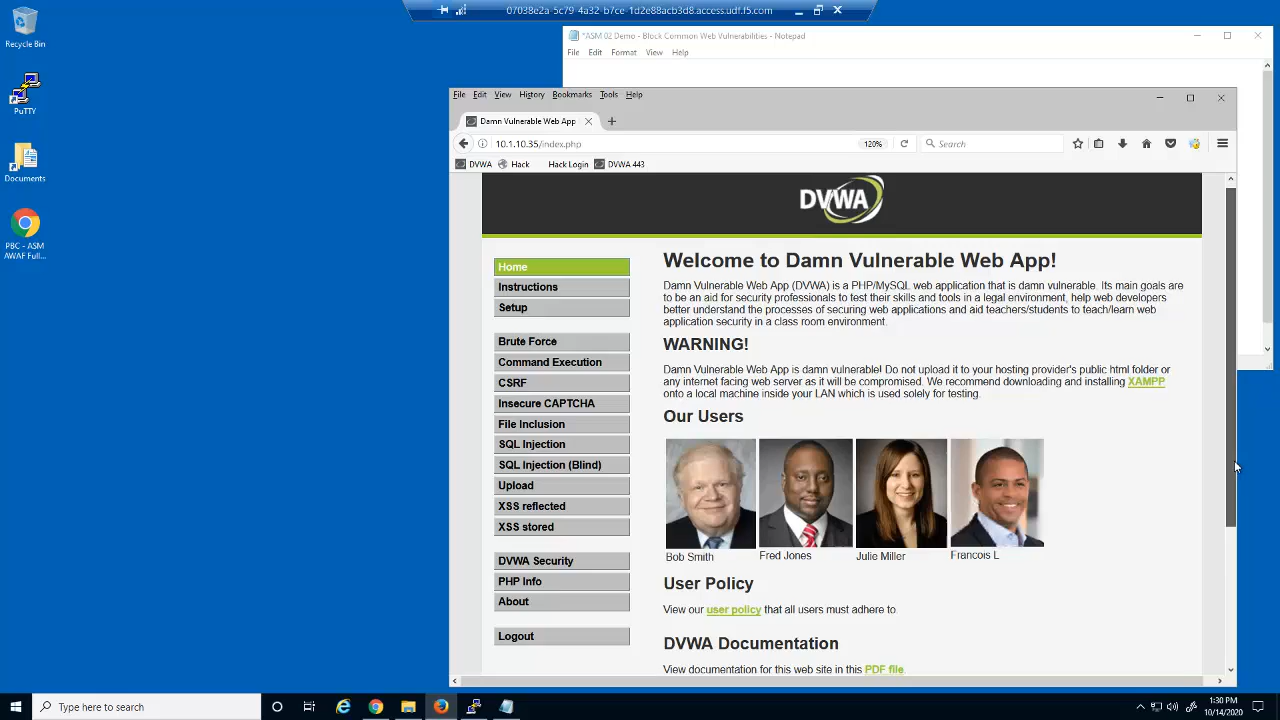 07038e2a-5c79-4a32-b7ce-1d2e88acb3d8.access.udf.f5.com
Recycle Bin
PuTTY
Documents
PBC - ASM
AWAF Full...
*ASM 02 Demo - Block Common Web Vulnerabilities - Notepad
File Edit Format View Help
File Edit View History Bookmarks Tools Help
Damn Vulnerable Web App
10.1.10.35/index.php
120%
Search
DVWA Hack Hack Login DVWA 443
DVWA
Home
Instructions
Setup
Brute Force
Command Execution
CSRF
Insecure CAPTCHA
File Inclusion
SQL Injection
SQL Injection (Blind)
Upload
XSS reflected
XSS stored
DVWA Security
PHP Info
About
Logout
Welcome to Damn Vulnerable Web App!
Damn Vulnerable Web App (DVWA) is a PHP/MySQL web application that is damn vulnerable. Its main goals are
to be an aid for security professionals to test their skills and tools in a legal environment, help web developers
better understand the processes of securing web applications and aid teachers/students to teach/learn web
application security in a class room environment.
WARNING!
Damn Vulnerable Web App is damn vulnerable! Do not upload it to your hosting provider's public html folder or
any internet facing web server as it will be compromised. We recommend downloading and installing XAMPP
onto a local machine inside your LAN which is used solely for testing.
Our Users
Bob Smith Fred Jones Julie Miller Francois L
User Policy
View our user policy that all users must adhere to
DVWA Documentation
View documentation for this web site in this PDF file.
Type here to search
1:30 PM
10/14/2020